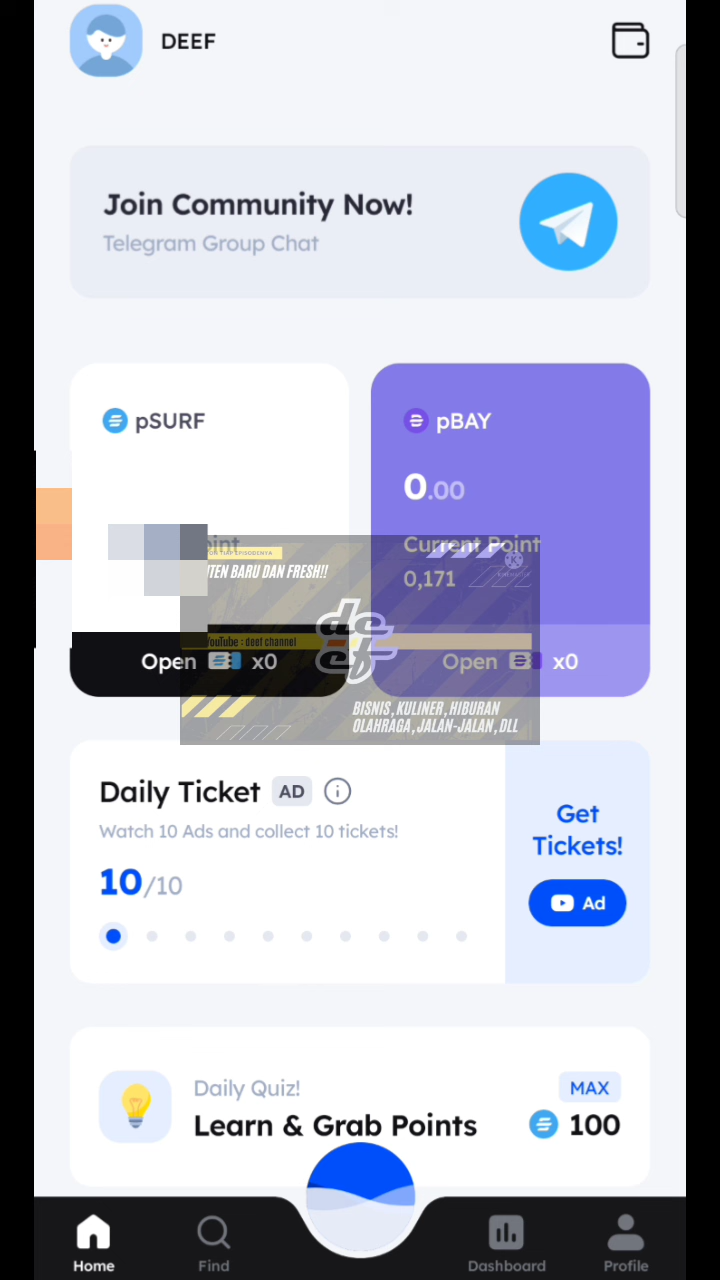 DEEF
Join Community Now!
Telegram Group Chat
pSURF
pBAY
0.00
Current Point
0,171
ITEN BARU DAN FRESH!!
YouTube : deef channel
deef
Open x0
Open x0
BISNIS, KULINER, HIBURAN
OLAHRAGA, JALAN-JALAN, DLL
Daily Ticket AD
Watch 10 Ads and collect 10 tickets!
10/10
Get
Tickets!
Ad
Daily Quiz!
MAX
Learn & Grab Points
100
Home
Find
Dashboard
Profile